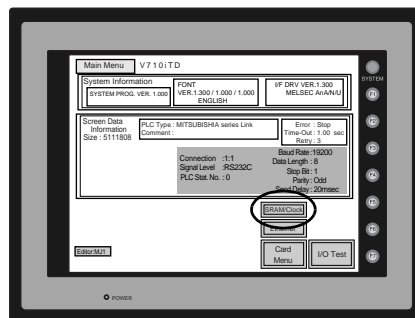 Main Menu V710iTD
SYSTEM
System Information
SYSTEM PROG. VER. 1.000
FONT
VER.1.300 / 1.000 / 1.000
ENGLISH
I/F DRV VER.1.300
MELSEC AnA/N/U
F1
Screen Data
Information
Size : 5111808
PLC Type : MITSUBISHIA series Link
Comment :
Error : Stop
Time-Out : 1.00 sec
Retry : 3
F2
Connection :1:1
Signal Level :RS232C
PLC Stat. No. : 0
Baud Rate :19200
Data Length : 8
Stop Bit : 1
Parity : Odd
Send Delay : 20msec
F3
F4
F5
SRAM/Clock
Ethernet
F6
Editor:MJ1
Card
Menu
I/O Test
F7
POWER